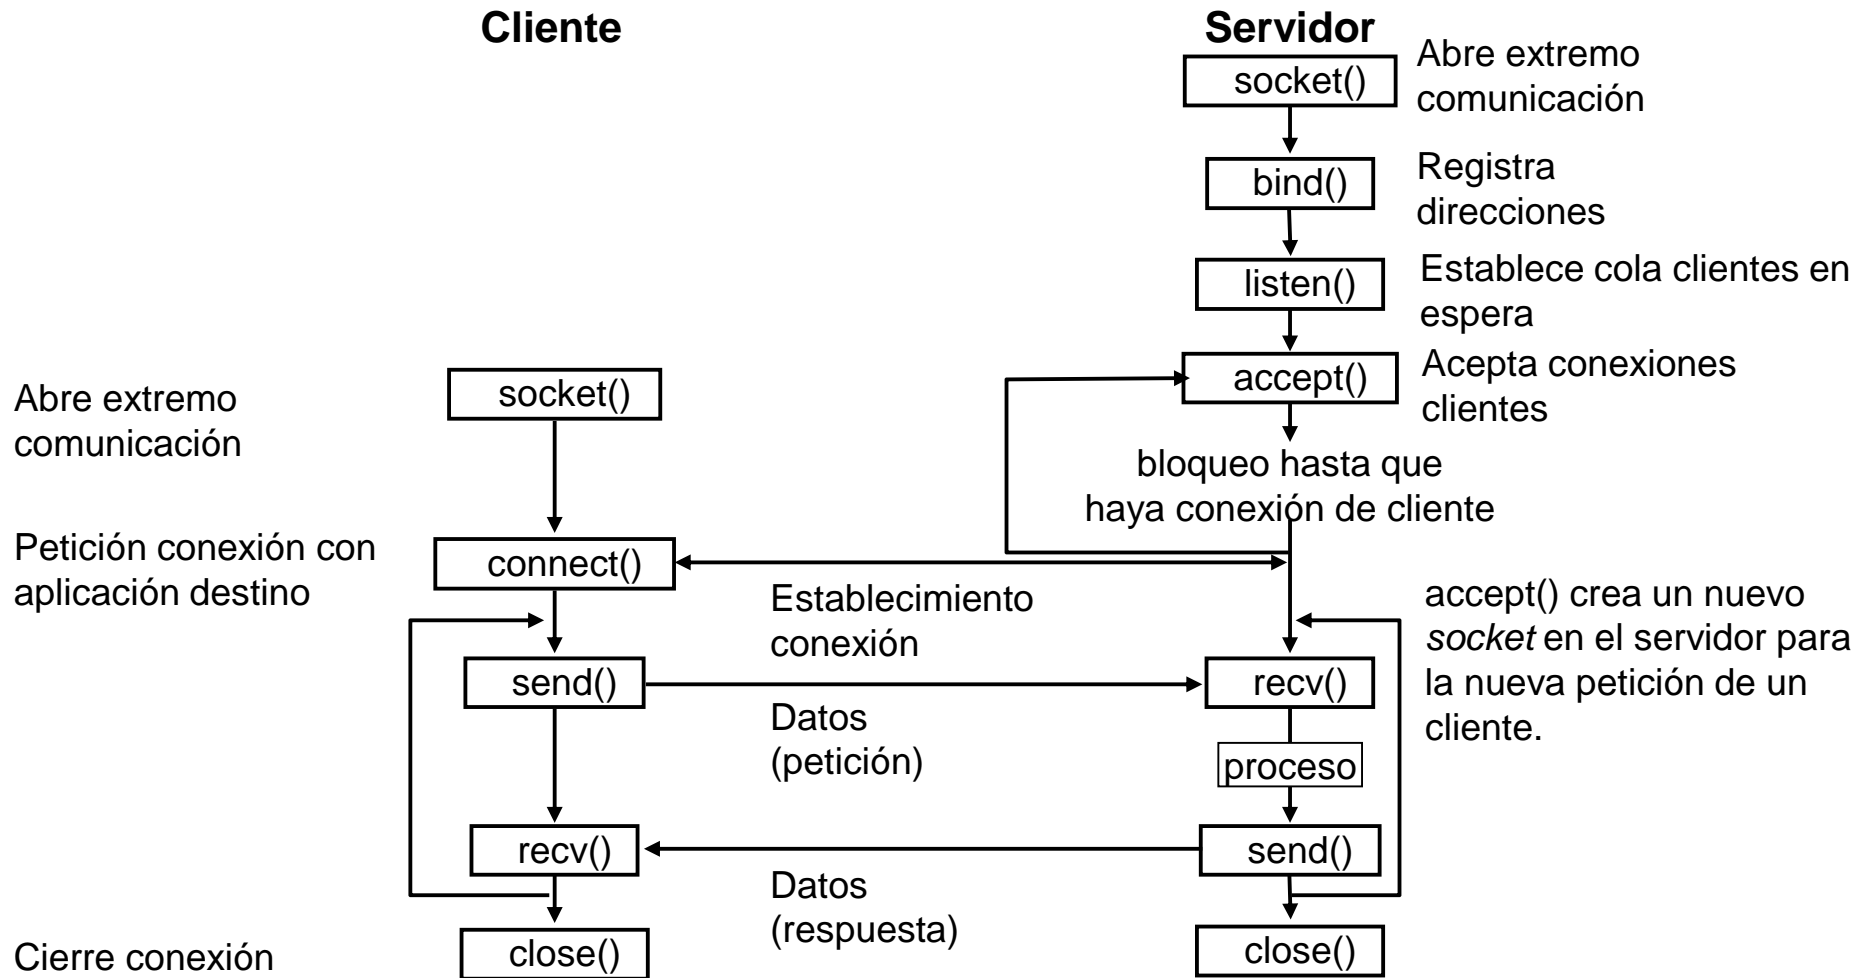 Cliente
Servidor
socket()
Abre extremo
comunicación
bind()
Registra
direcciones
listen()
Establece cola clientes en
espera
accept()
Acepta conexiones
clientes
Abre extremo
comunicación
socket()
bloqueo hasta que
haya conexión de cliente
Petición conexión con
aplicación destino
connect()
Establecimiento
conexión
accept() crea un nuevo
socket en el servidor para
la nueva petición de un
cliente.
send()
recv()
Datos
(petición)
proceso
recv()
send()
Datos
(respuesta)
Cierre conexión
close()
close()